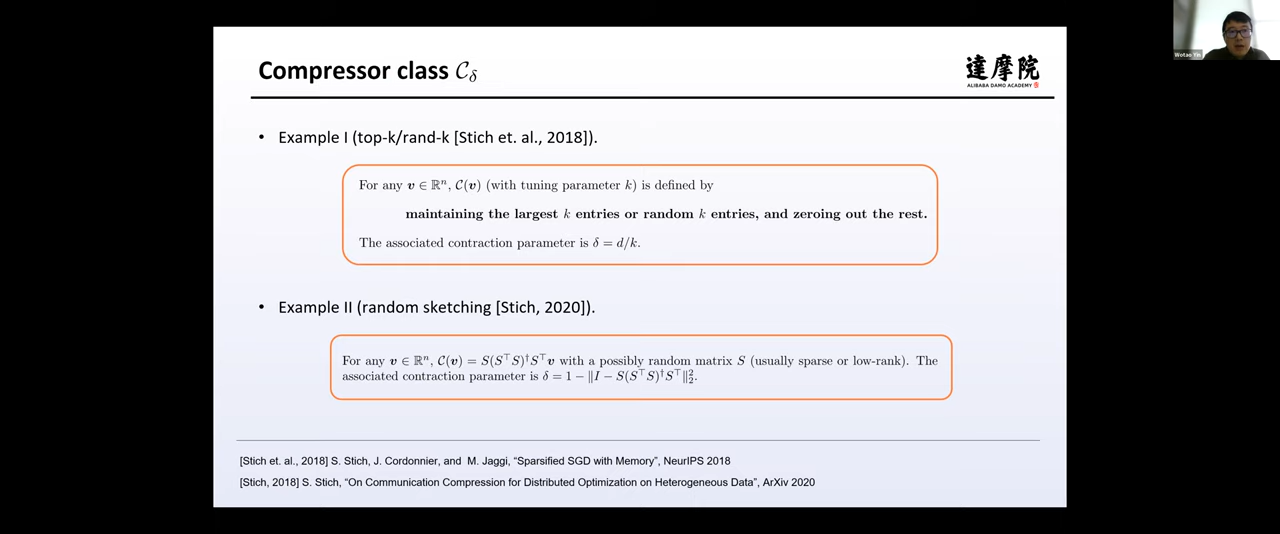 Compressor class 𝒞δ
達摩院
ALIBABA DAMO ACADEMY
Wotao Yin
• Example I (top-k/rand-k [Stich et. al., 2018]).
For any v ∈ ℝⁿ, 𝒞(v) (with tuning parameter k) is defined by
maintaining the largest k entries or random k entries, and zeroing out the rest.
The associated contraction parameter is δ = d/k.
• Example II (random sketching [Stich, 2020]).
For any v ∈ ℝⁿ, 𝒞(v) = S(S⊤S)†S⊤v with a possibly random matrix S (usually sparse or low-rank). The
associated contraction parameter is δ = 1 − ‖I − S(S⊤S)†S⊤‖₂².
[Stich et. al., 2018] S. Stich, J. Cordonnier, and M. Jaggi, “Sparsified SGD with Memory”, NeurIPS 2018
[Stich, 2018] S. Stich, “On Communication Compression for Distributed Optimization on Heterogeneous Data”, ArXiv 2020